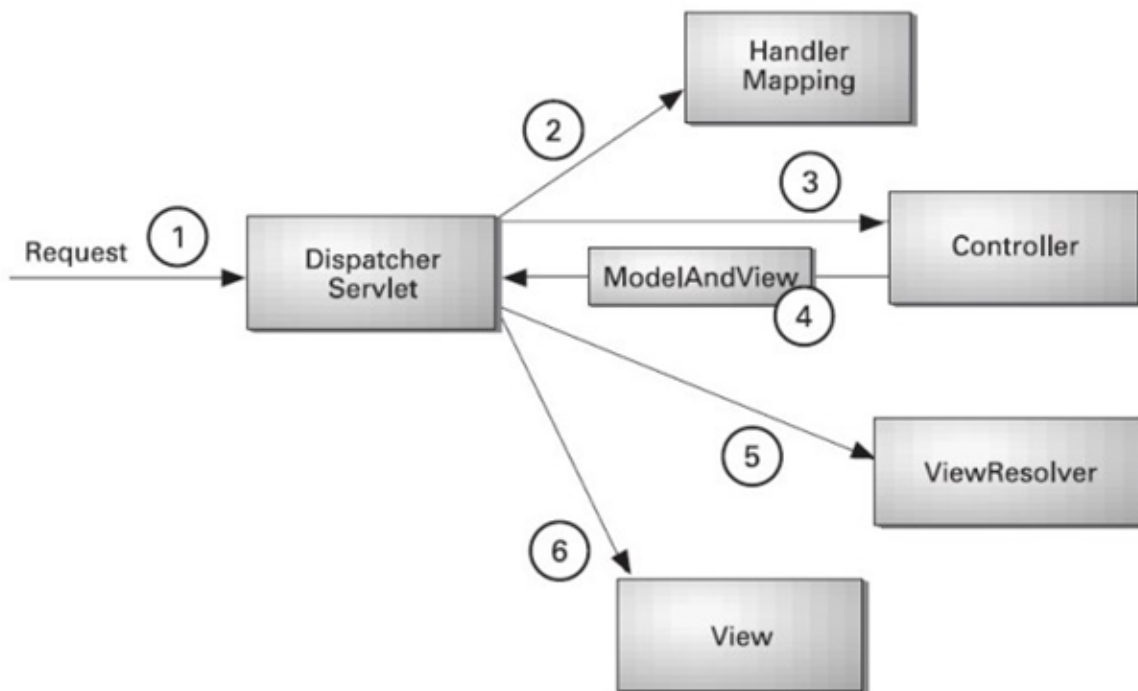 Handler
Mapping
2
3
1
Request
Dispatcher
Servlet
Controller
ModelAndView
4
5
ViewResolver
6
View